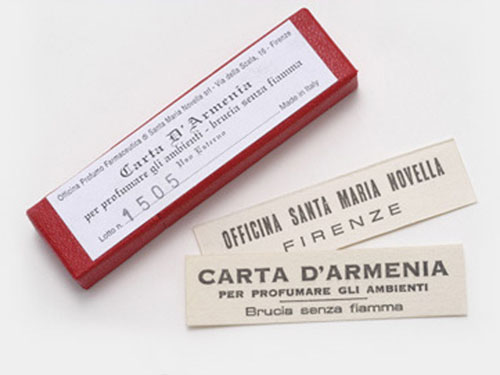 Officina Profumo Farmaceutica di Santa Maria Novella srl - Via della Scala, 16 - Firenze
Carta D'Armenia
per profumare gli ambienti - brucia senza fiamma
Uso Esterno
Lotto n. 1505
Made in Italy
OFFICINA SANTA MARIA NOVELLA
FIRENZE
CARTA D'ARMENIA
PER PROFUMARE GLI AMBIENTI
Brucia senza fiamma